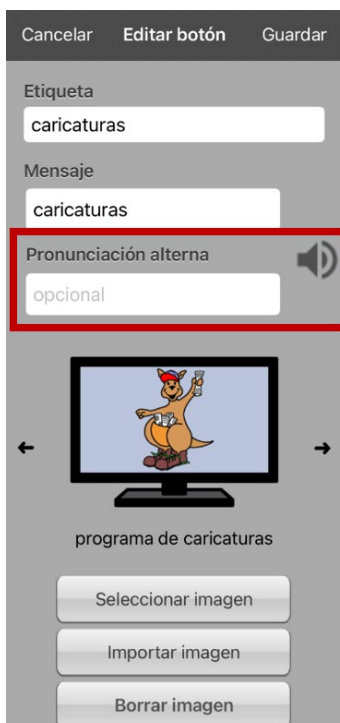 Cancelar Editar botón Guardar
Etiqueta
caricaturas
Mensaje
caricaturas
Pronunciación alterna
opcional
programa de caricaturas
Seleccionar imagen
Importar imagen
Borrar imagen